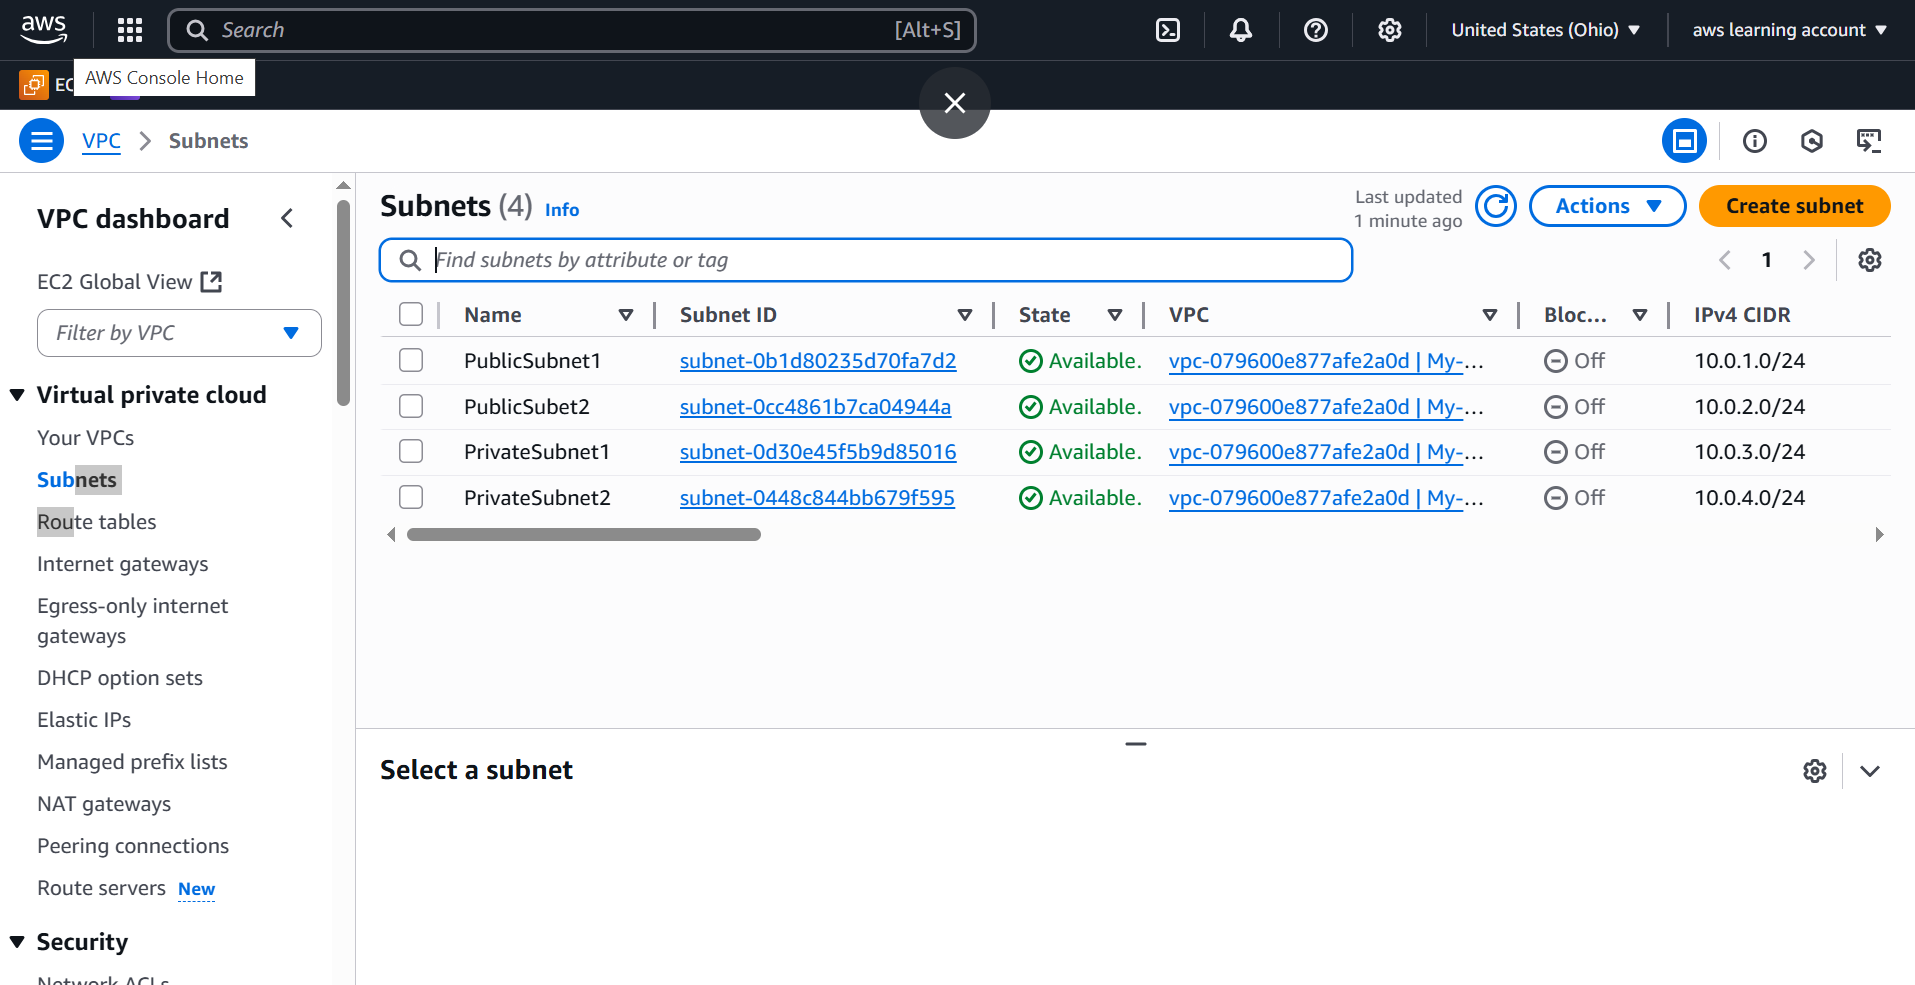 aws
Search [Alt+S]
United States (Ohio)
aws learning account
AWS Console Home
VPC
Subnets
VPC dashboard
EC2 Global View
Filter by VPC
Virtual private cloud
Your VPCs
Subnets
Route tables
Internet gateways
Egress-only internet
gateways
DHCP option sets
Elastic IPs
Managed prefix lists
NAT gateways
Peering connections
Route servers New
Security
Network ACLs
Subnets (4) Info
Last updated
1 minute ago
Actions
Create subnet
Find subnets by attribute or tag
1
Name Subnet ID State VPC Bloc... IPv4 CIDR
PublicSubnet1 subnet-0b1d80235d70fa7d2 Available. vpc-079600e877afe2a0d | My-... Off 10.0.1.0/24
PublicSubet2 subnet-0cc4861b7ca04944a Available. vpc-079600e877afe2a0d | My-... Off 10.0.2.0/24
PrivateSubnet1 subnet-0d30e45f5b9d85016 Available. vpc-079600e877afe2a0d | My-... Off 10.0.3.0/24
PrivateSubnet2 subnet-0448c844bb679f595 Available. vpc-079600e877afe2a0d | My-... Off 10.0.4.0/24
Select a subnet